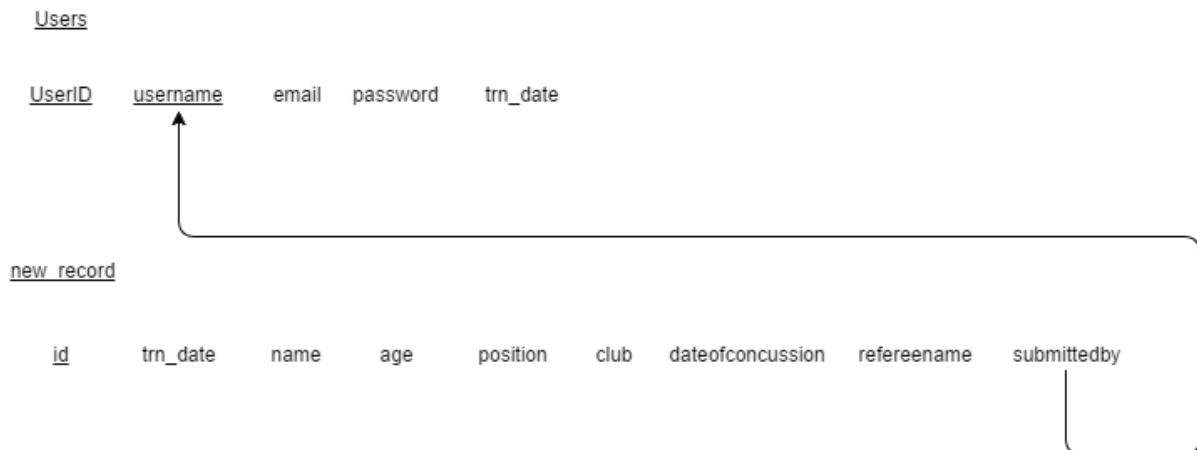 Users
UserID username email password trn_date
new_record
id trn_date name age position club dateofconcussion refereename submittedby